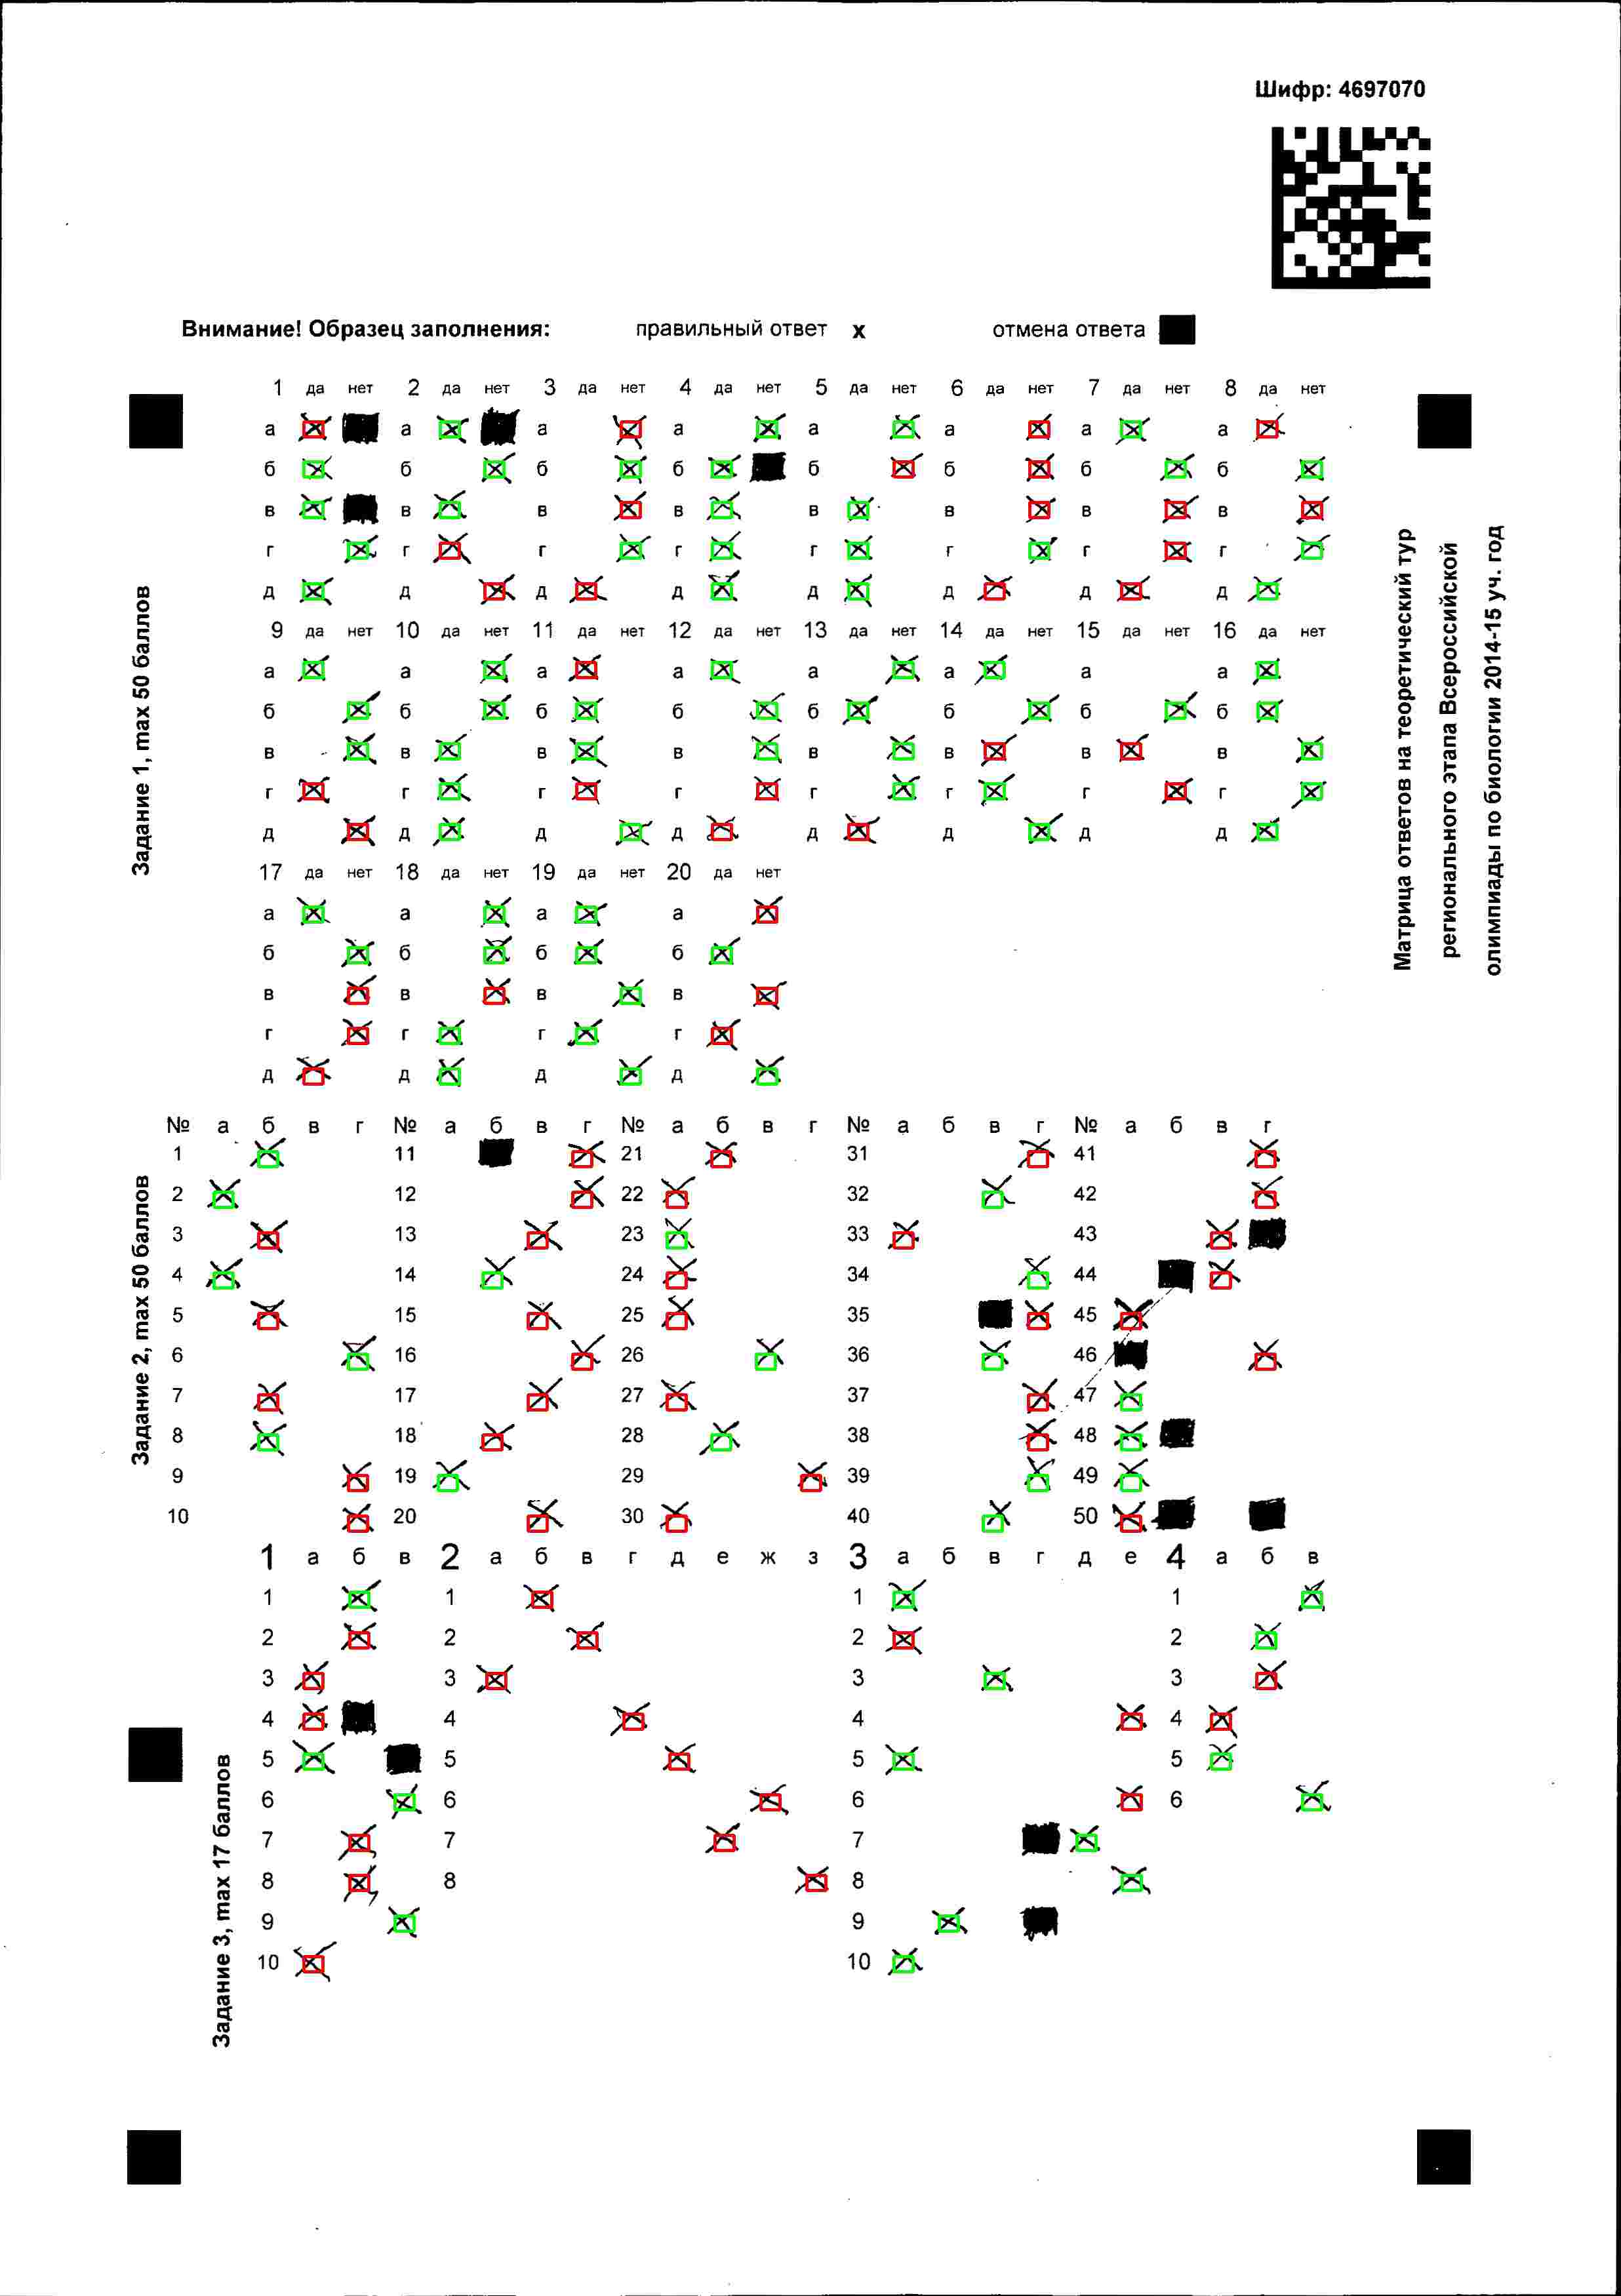 Шифр: 4697070
Внимание! Образец заполнения: правильный ответ х отмена ответа
1 да нет 2 да нет 3 да нет 4 да нет 5 да нет 6 да нет 7 да нет 8 да нет
а а а а а а а а
б б б б б б б б
в в в в в в в в
г г г г г г г г
д д д д д д д д
9 да нет 10 да нет 11 да нет 12 да нет 13 да нет 14 да нет 15 да нет 16 да нет
а а а а а а а а
б б б б б б б б
в в в в в в в в
г г г г г г г г
д д д д д д д д
17 да нет 18 да нет 19 да нет 20 да нет
а а а а
б б б б
в в в в
г г г г
д д д д
Задание 1, max 50 баллов
Матрица ответов на теоретический тур
регионального этапа Всероссийской
олимпиады по биологии 2014-15 уч. год
№ а б в г № а б в г № а б в г № а б в г № а б в г
1 11 21 31 41
2 12 22 32 42
3 13 23 33 43
4 14 24 34 44
5 15 25 35 45
6 16 26 36 46
7 17 27 37 47
8 18 28 38 48
9 19 29 39 49
10 20 30 40 50
Задание 2, max 50 баллов
1 а б в 2 а б в г д е ж з 3 а б в г д е 4 а б в
1 1 1 1
2 2 2 2
3 3 3 3
4 4 4 4
5 5 5 5
6 6 6 6
7 7 7
8 8 8
9 9
10 10
Задание 3, max 17 баллов